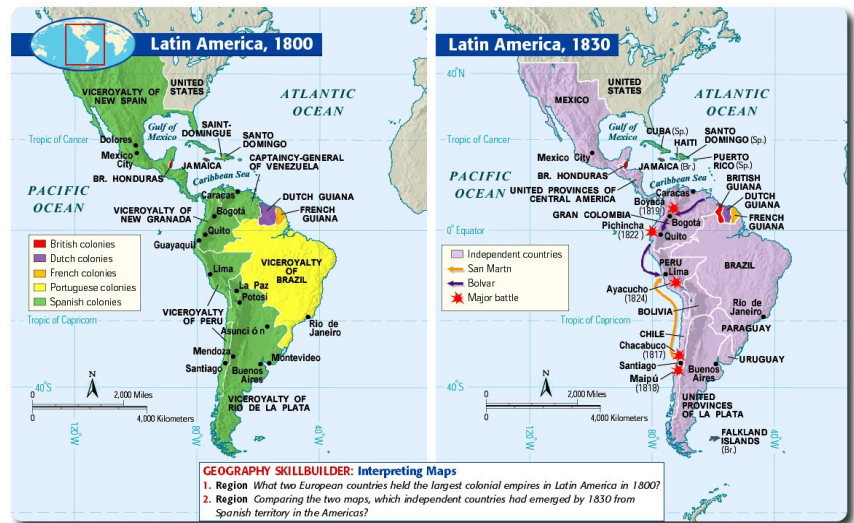 Latin America, 1800
VICEROYALTY OF
NEW SPAIN
UNITED
STATES
ATLANTIC
OCEAN
Tropic of Cancer
Dolores
Gulf of
Mexico
SAINT-
DOMINGUE
SANTO
DOMINGO
Mexico
City
JAMAICA
CAPTAINCY-GENERAL
OF
VENEZUELA
BR. HONDURAS
Caribbean Sea
PACIFIC
OCEAN
Caracas
DUTCH GUIANA
VICEROYALTY OF
NEW GRANADA
Bogotá
FRENCH
GUIANA
Quito
Guayaquil
British colonies
Dutch colonies
French colonies
Portuguese colonies
Spanish colonies
VICEROYALTY
OF
BRAZIL
Lima
La Paz
Potosí
VICEROYALTY
OF PERU
Tropic of Capricorn
Asunci ó n
Rio de
Janeiro
Mendoza
Montevideo
Santiago
Buenos
Aires
40°S
N
0
2,000 Miles
0
4,000 Kilometers
VICEROYALTY OF
RIO DE LA PLATA
120°W
80°W
40°W
Latin America, 1830
40°N
UNITED
STATES
MEXICO
ATLANTIC
OCEAN
Tropic of Cancer
Gulf of
Mexico
CUBA (Sp.)
HAITI
SANTO
DOMINGO (Sp.)
Mexico City
JAMAICA (Br.)
PUERTO
RICO (Sp.)
BR. HONDURAS
Caribbean Sea
BRITISH
GUIANA
PACIFIC
OCEAN
UNITED PROVINCES OF
CENTRAL AMERICA
Caracas
DUTCH
GUIANA
Boyacá
(1819)
GRAN COLOMBIA
Bogotá
FRENCH
GUIANA
Pichincha
(1822 )
0° Equator
Quito
Independent countries
San Martn
Bolvar
Major battle
PERU
Lima
BRAZIL
Ayacucho
(1824)
BOLIVIA
Rio de
Janeiro
Tropic of Capricorn
PARAGUAY
CHILE
Chacabuco
(1817)
URUGUAY
Santiago
Buenos
Aires
Maipú
(1818)
40°S
N
0
2,000 Miles
0
4,000 Kilometers
UNITED
PROVINCES
OF LA PLATA
FALKLAND
ISLANDS
(Br.)
120°W
80°W
40°W
GEOGRAPHY SKILLBUILDER: Interpreting Maps
1. Region What two European countries held the largest colonial empires in Latin America in 1800?
2. Region Comparing the two maps, which independent countries had emerged by 1830 from
Spanish territory in the Americas?